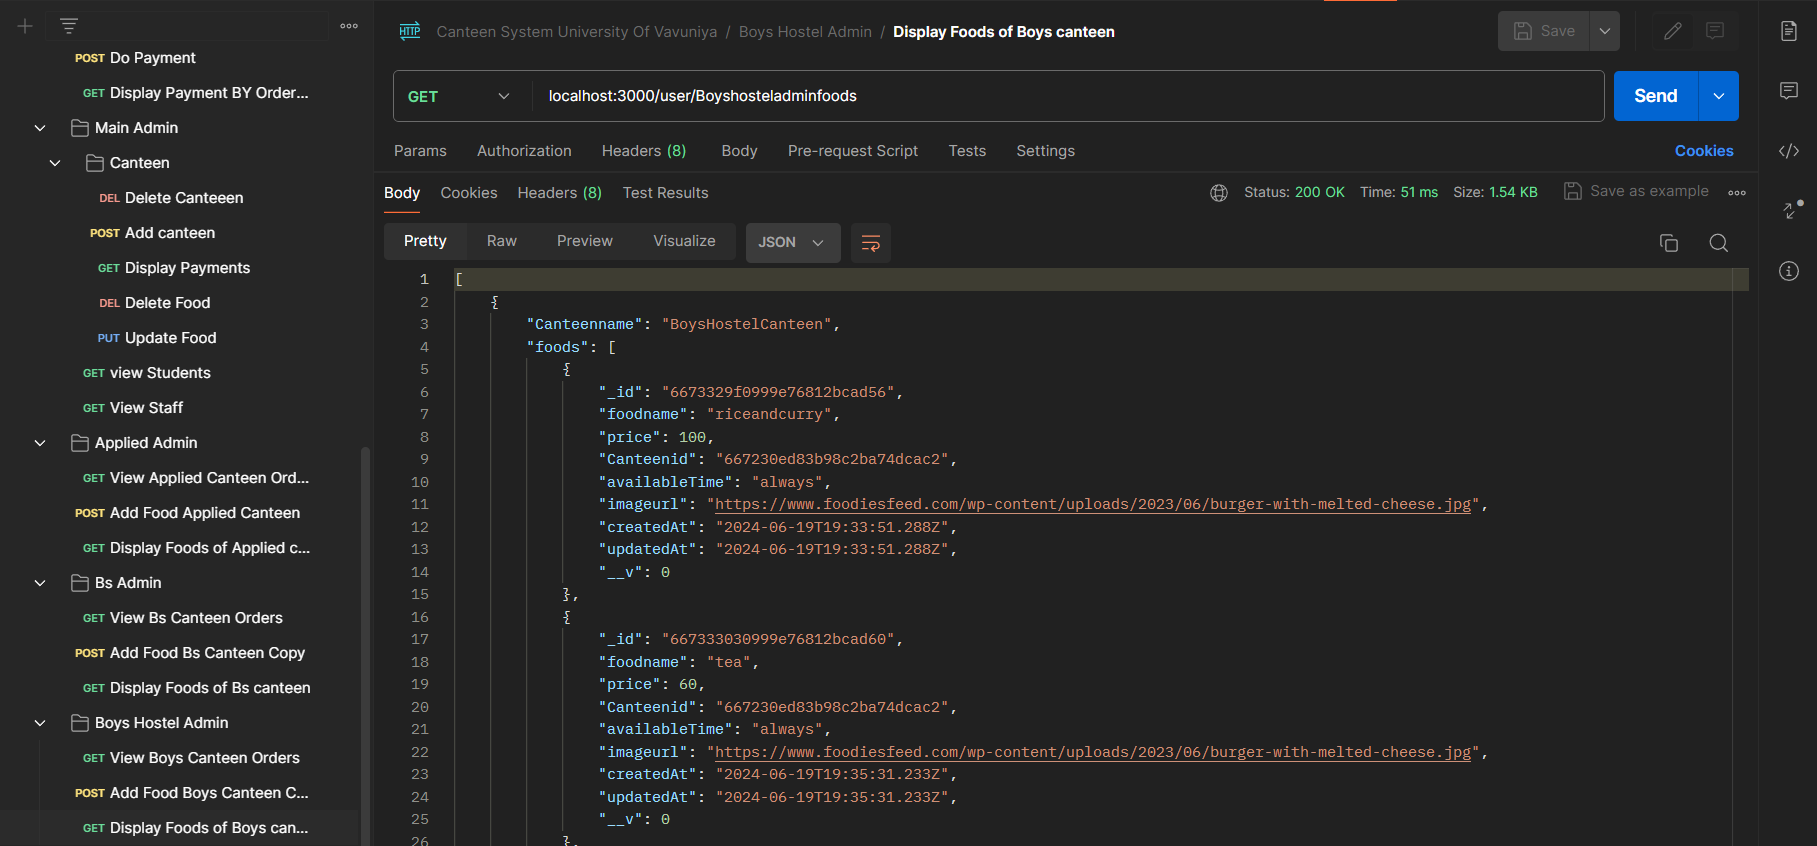 POST Do Payment
GET Display Payment BY Order...
Main Admin
Canteen
DEL Delete Canteeen
POST Add canteen
GET Display Payments
DEL Delete Food
PUT Update Food
GET view Students
GET View Staff
Applied Admin
GET View Applied Canteen Ord...
POST Add Food Applied Canteen
GET Display Foods of Applied c...
Bs Admin
GET View Bs Canteen Orders
POST Add Food Bs Canteen Copy
GET Display Foods of Bs canteen
Boys Hostel Admin
GET View Boys Canteen Orders
POST Add Food Boys Canteen C...
GET Display Foods of Boys can...
HTTP Canteen System University Of Vavuniya / Boys Hostel Admin / Display Foods of Boys canteen
Save
GET localhost:3000/user/Boyshosteladminfoods Send
Params Authorization Headers (8) Body Pre-request Script Tests Settings Cookies
Body Cookies Headers (8) Test Results Status: 200 OK Time: 51 ms Size: 1.54 KB Save as example
Pretty Raw Preview Visualize JSON
1 [
2 {
3 "Canteenname": "BoysHostelCanteen",
4 "foods": [
5 {
6 "_id": "6673329f0999e76812bcad56",
7 "foodname": "riceandcurry",
8 "price": 100,
9 "Canteenid": "667230ed83b98c2ba74dcac2",
10 "availableTime": "always",
11 "imageurl": "https://www.foodiesfeed.com/wp-content/uploads/2023/06/burger-with-melted-cheese.jpg",
12 "createdAt": "2024-06-19T19:33:51.288Z",
13 "updatedAt": "2024-06-19T19:33:51.288Z",
14 "__v": 0
15 },
16 {
17 "_id": "667333030999e76812bcad60",
18 "foodname": "tea",
19 "price": 60,
20 "Canteenid": "667230ed83b98c2ba74dcac2",
21 "availableTime": "always",
22 "imageurl": "https://www.foodiesfeed.com/wp-content/uploads/2023/06/burger-with-melted-cheese.jpg",
23 "createdAt": "2024-06-19T19:35:31.233Z",
24 "updatedAt": "2024-06-19T19:35:31.233Z",
25 "__v": 0
26 },